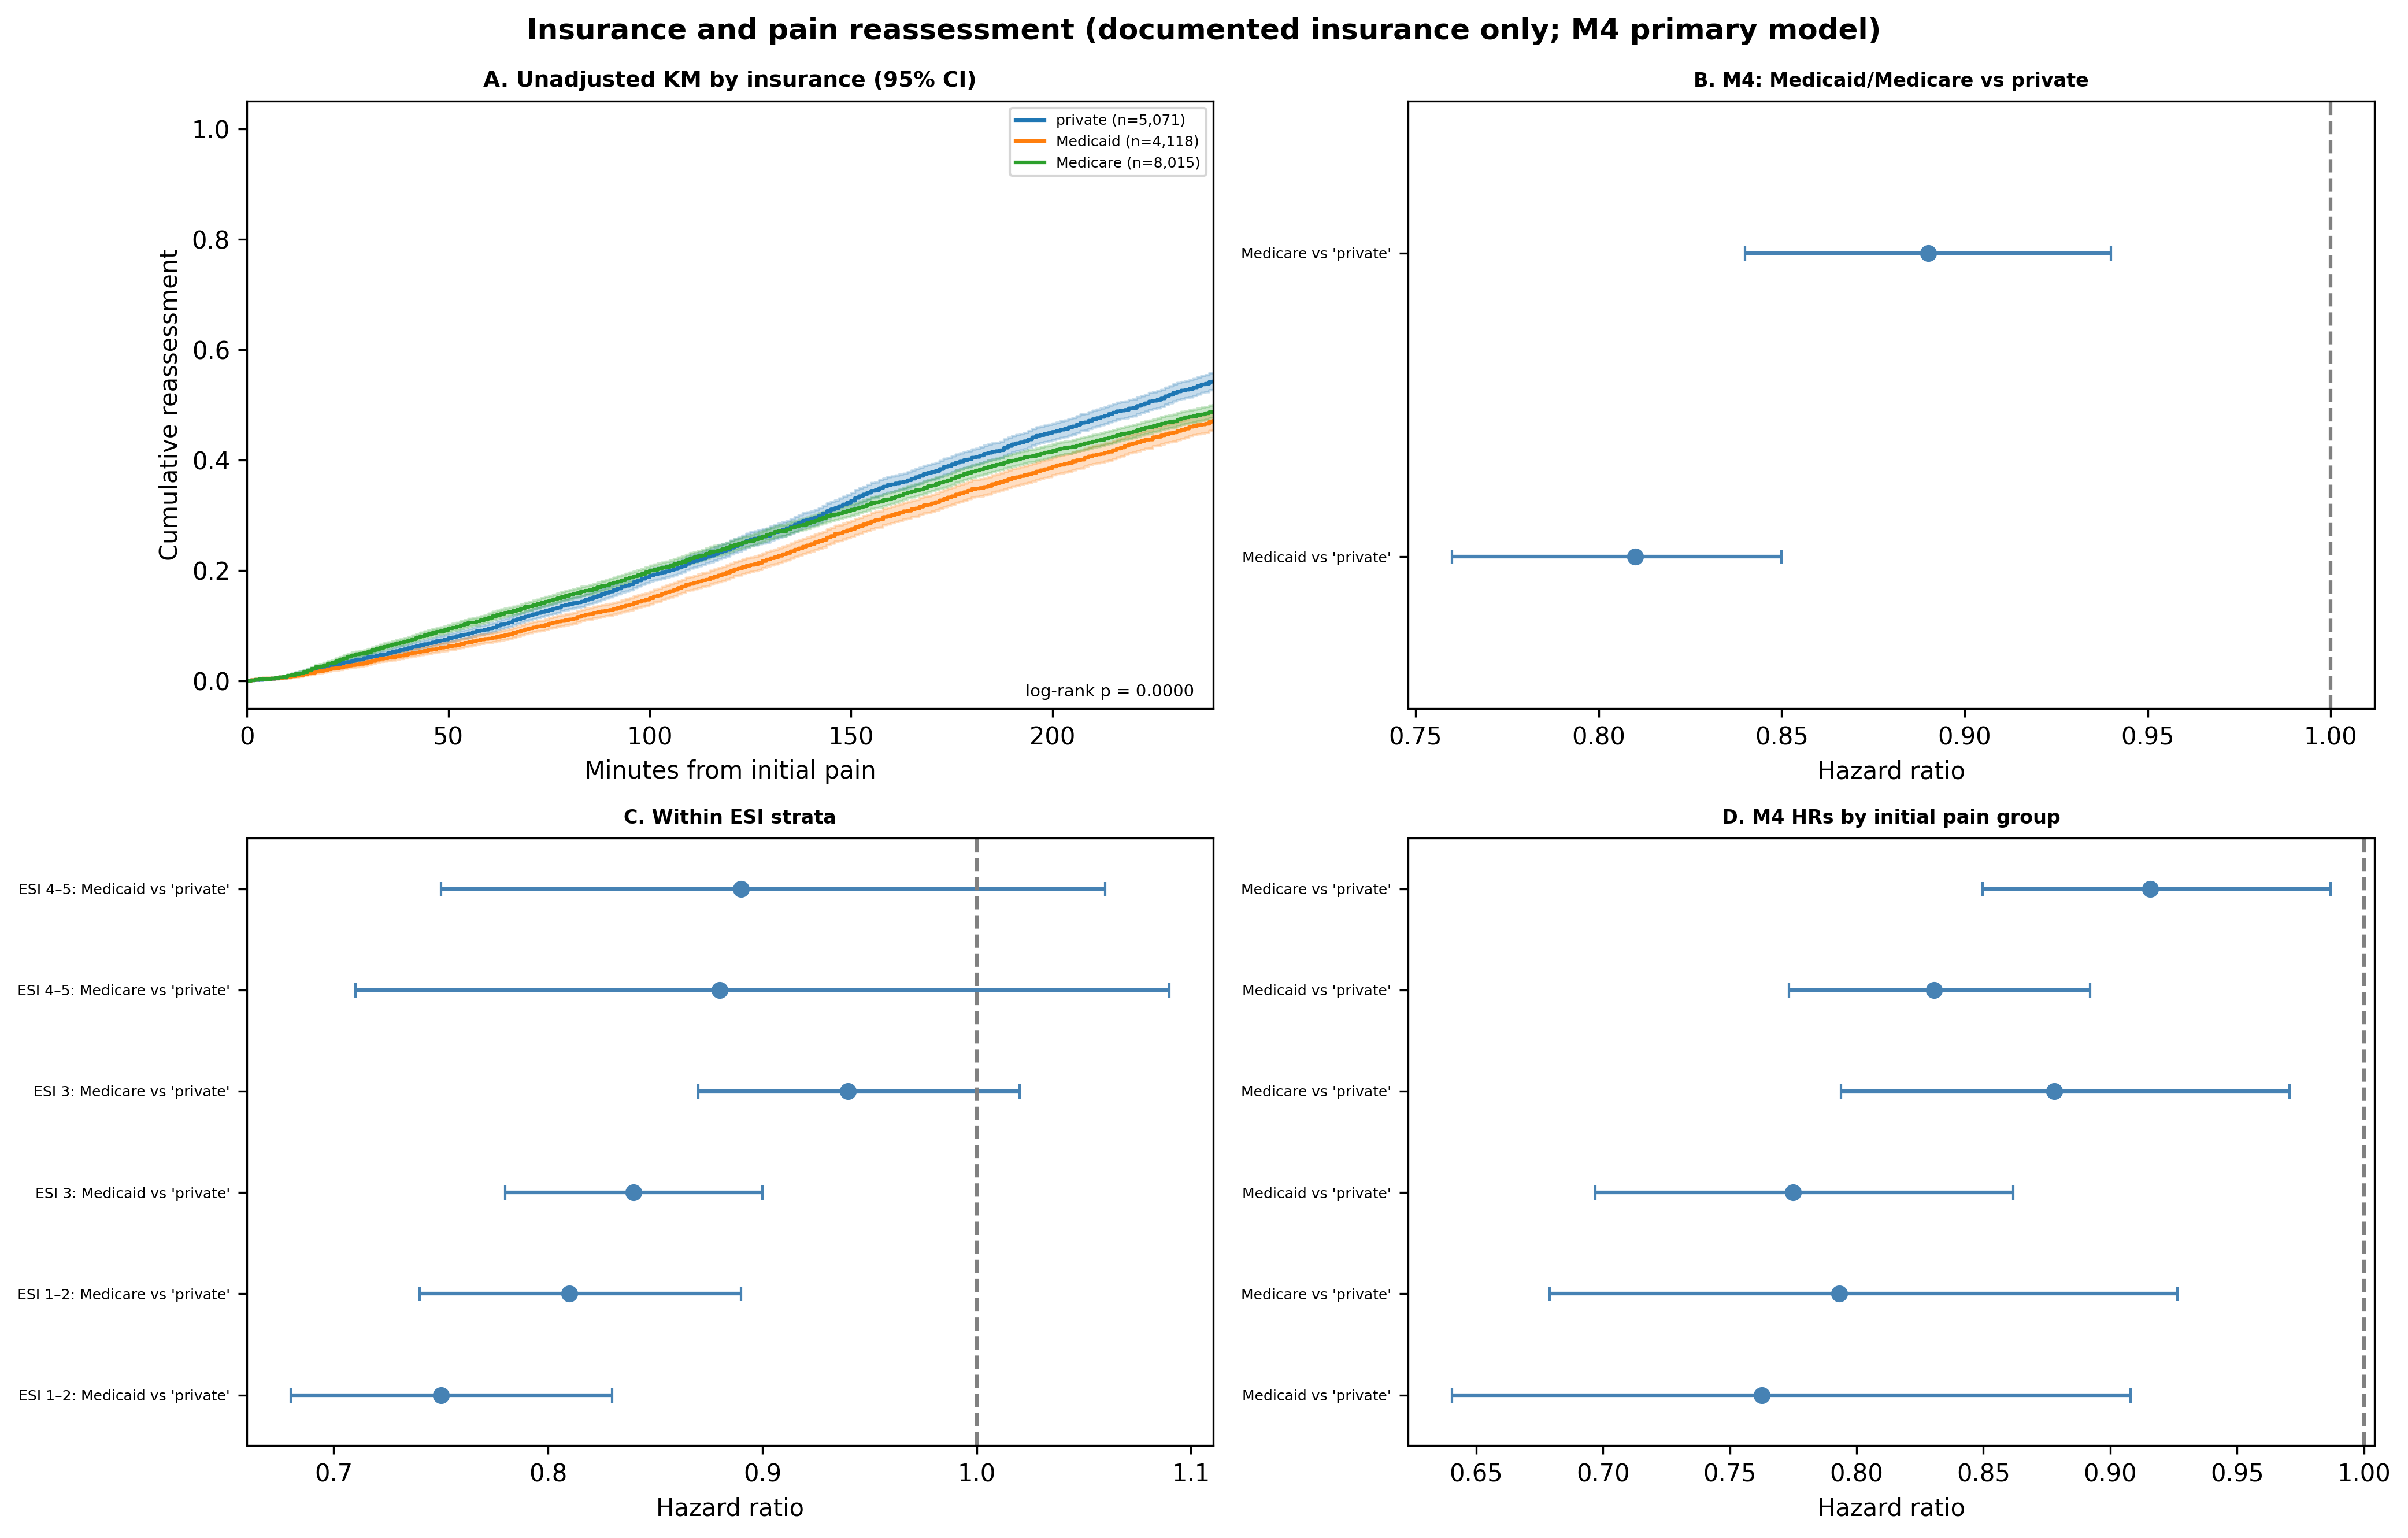 Insurance and pain reassessment (documented insurance only; M4 primary model)
A. Unadjusted KM by insurance (95% CI)
Cumulative reassessment
1.0
0.8
0.6
0.4
0.2
0.0
private (n=5,071)
Medicaid (n=4,118)
Medicare (n=8,015)
log-rank p = 0.0000
0 50 100 150 200
Minutes from initial pain
B. M4: Medicaid/Medicare vs private
Medicare vs 'private'
Medicaid vs 'private'
0.75 0.80 0.85 0.90 0.95 1.00
Hazard ratio
C. Within ESI strata
ESI 4–5: Medicaid vs 'private'
ESI 4–5: Medicare vs 'private'
ESI 3: Medicare vs 'private'
ESI 3: Medicaid vs 'private'
ESI 1–2: Medicare vs 'private'
ESI 1–2: Medicaid vs 'private'
0.7 0.8 0.9 1.0 1.1
Hazard ratio
D. M4 HRs by initial pain group
Medicare vs 'private'
Medicaid vs 'private'
Medicare vs 'private'
Medicaid vs 'private'
Medicare vs 'private'
Medicaid vs 'private'
0.65 0.70 0.75 0.80 0.85 0.90 0.95 1.00
Hazard ratio